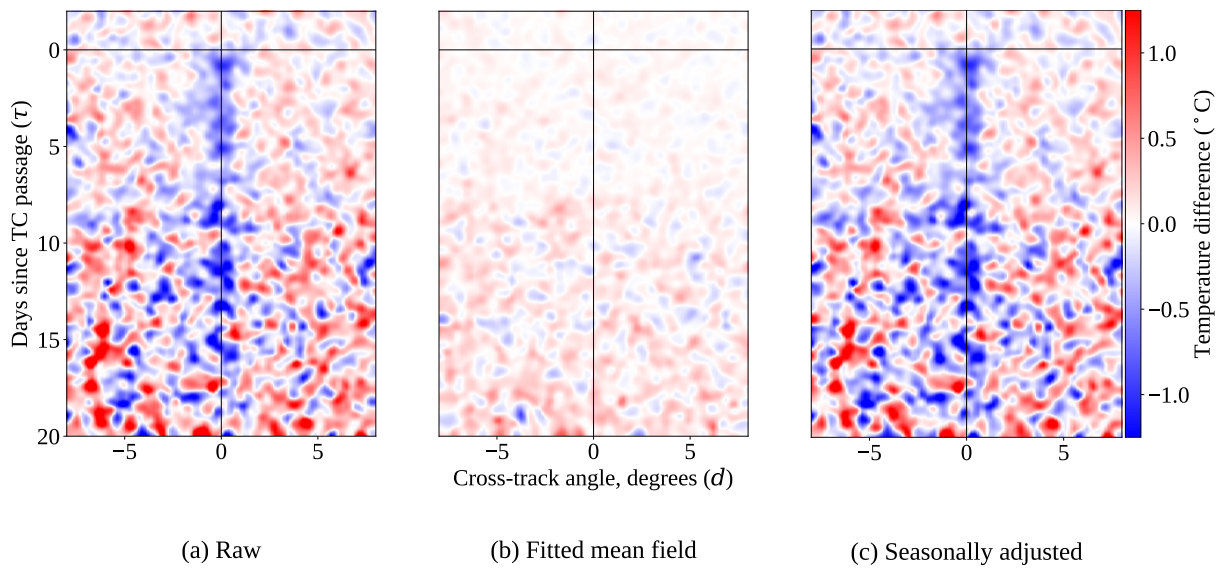 0
5
10
15
20
Days since TC passage (τ)
−5 0 5
−5 0 5
−5 0 5
Cross-track angle, degrees (d)
1.0
0.5
0.0
−0.5
−1.0
Temperature difference (°C)
(a) Raw
(b) Fitted mean field
(c) Seasonally adjusted